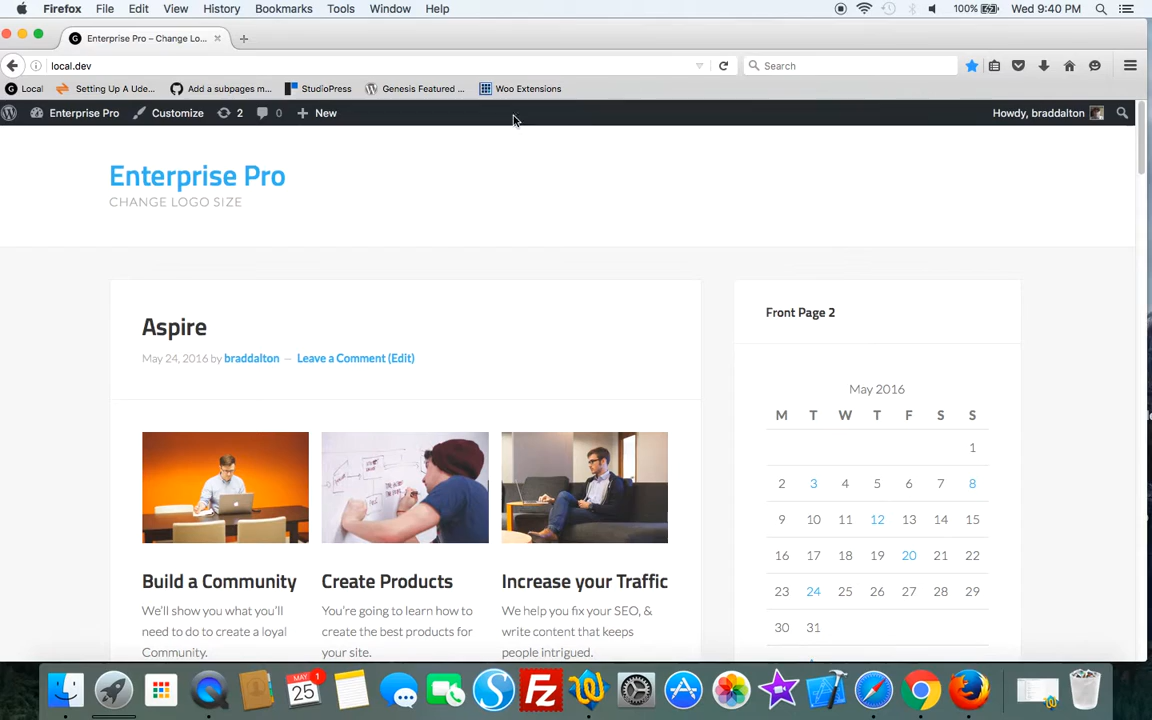 Firefox File Edit View History Bookmarks Tools Window Help 100% Wed 9:40 PM
Enterprise Pro – Change Lo...
local.dev Search
Local Setting Up A Ude... Add a subpages m... StudioPress Genesis Featured ... Woo Extensions
Enterprise Pro Customize 2 0 New Howdy, braddalton
Enterprise Pro
CHANGE LOGO SIZE
Aspire
May 24, 2016 by braddalton — Leave a Comment (Edit)
Build a Community
We'll show you what you'll
need to do to create a loyal
Community.
Create Products
You're going to learn how to
create the best products for
your site.
Increase your Traffic
We help you fix your SEO, &
write content that keeps
people intrigued.
Front Page 2
May 2016
M T W T F S S
1
2 3 4 5 6 7 8
9 10 11 12 13 14 15
16 17 18 19 20 21 22
23 24 25 26 27 28 29
30 31
MAY 1
25